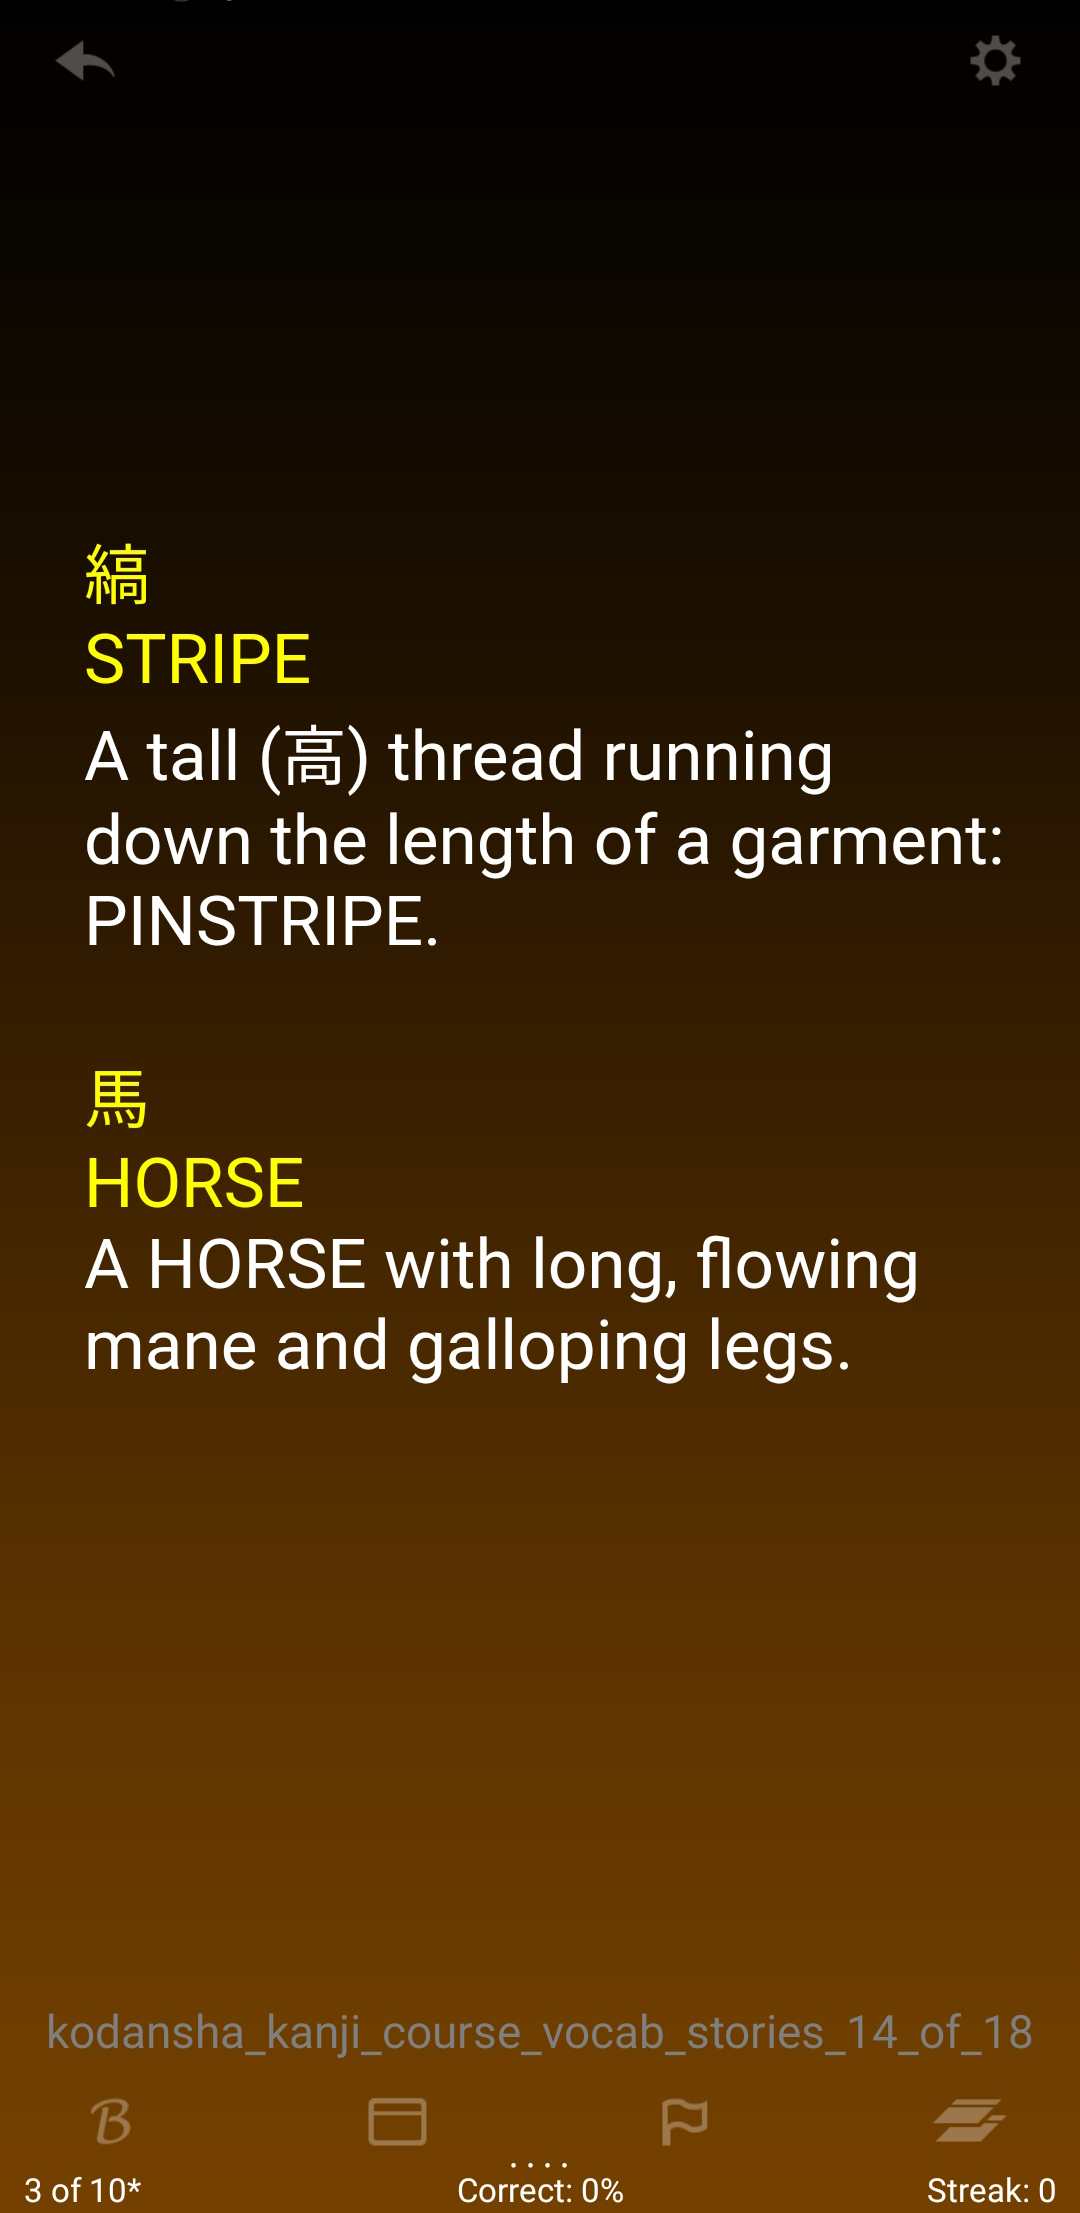 縞
STRIPE
A tall (高) thread running
down the length of a garment:
PINSTRIPE.
馬
HORSE
A HORSE with long, flowing
mane and galloping legs.
kodansha_kanji_course_vocab_stories_14_of_18
3 of 10*
Correct: 0%
Streak: 0